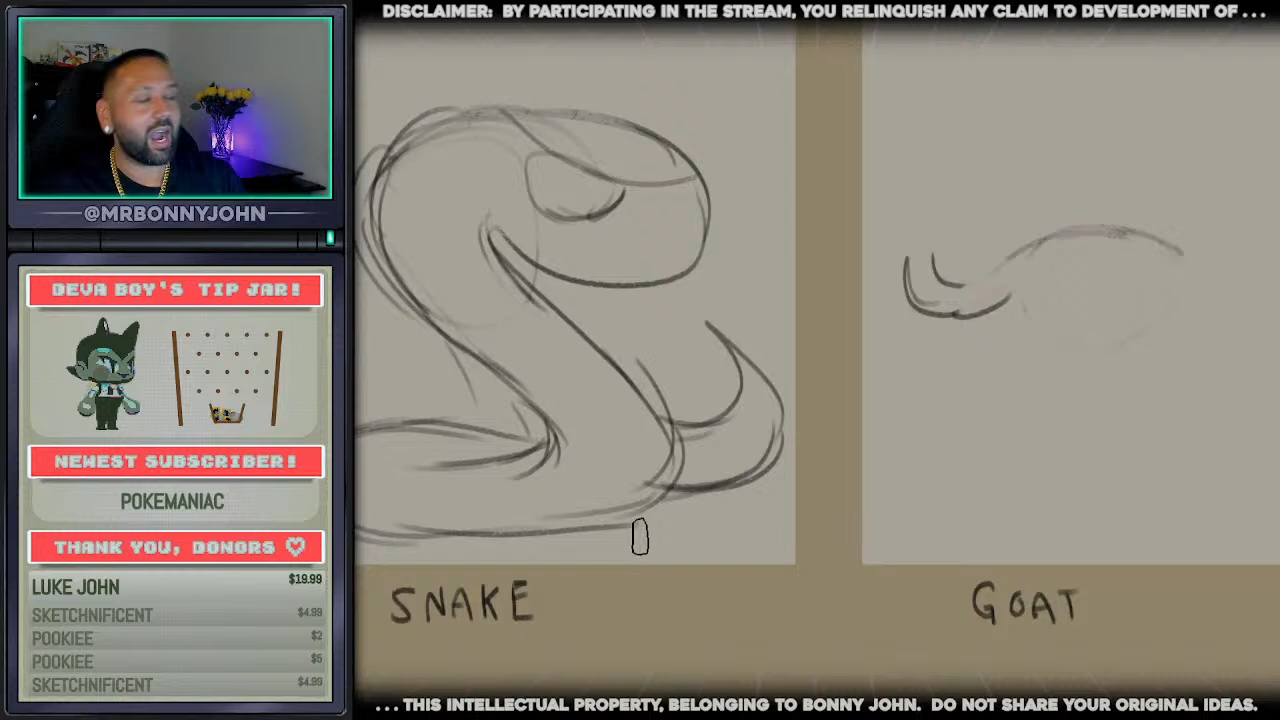 DISCLAIMER: BY PARTICIPATING IN THE STREAM, YOU RELINQUISH ANY CLAIM TO DEVELOPMENT OF . . .
@MRBONNYJOHN
DEVA BOY'S TIP JAR!
NEWEST SUBSCRIBER!
POKEMANIAC
THANK YOU, DONORS ♡
LUKE JOHN $19.99
SKETCHNIFICENT $4.99
POOKIEE $2
POOKIEE $5
SKETCHNIFICENT $4.99
SNAKE
GOAT
. . . THIS INTELLECTUAL PROPERTY, BELONGING TO BONNY JOHN. DO NOT SHARE YOUR ORIGINAL IDEAS.